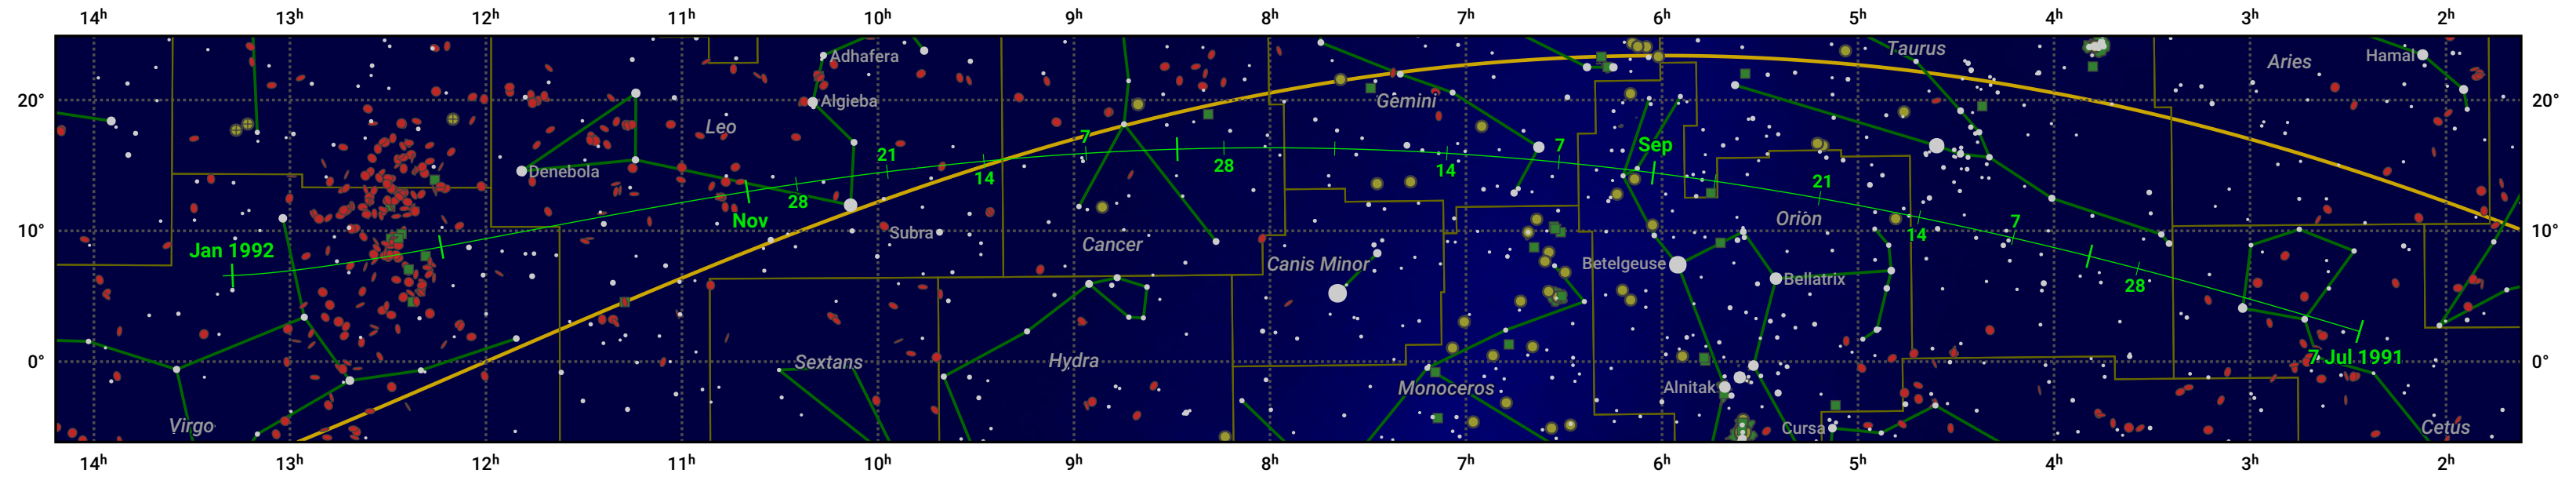 14h 13h 12h 11h 10h 9h 8h 7h 6h 5h 4h 3h 2h
Adhafera Taurus Aries Hamal
20° Algieba Gemini 20°
Leo
7 7 Sep
21 28 14
Denebola 14 21
28
Nov Orion 7
10° Subra Cancer 14 10°
Jan 1992
Canis Minor Betelgeuse
Bellatrix 28
0° Sextans Hydra 7 Jul 1991 0°
Monoceros Alnitak
Virgo Cursa Cetus
14h 13h 12h 11h 10h 9h 8h 7h 6h 5h 4h 3h 2h